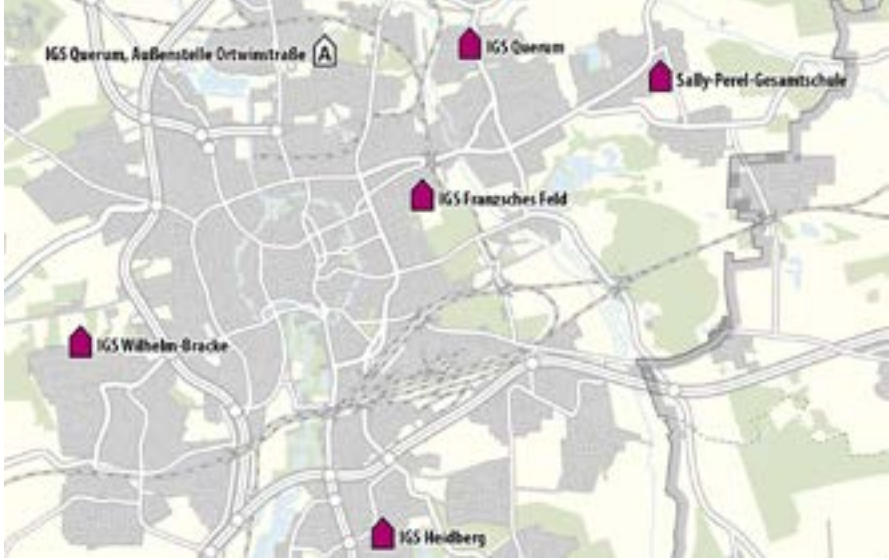 IGS Querum, Außenstelle Ortwinstraße A
IGS Querum
Sally-Perel-Gesamtschule
IGS Franzsches Feld
IGS Wilhelm-Bracke
IGS Heidberg